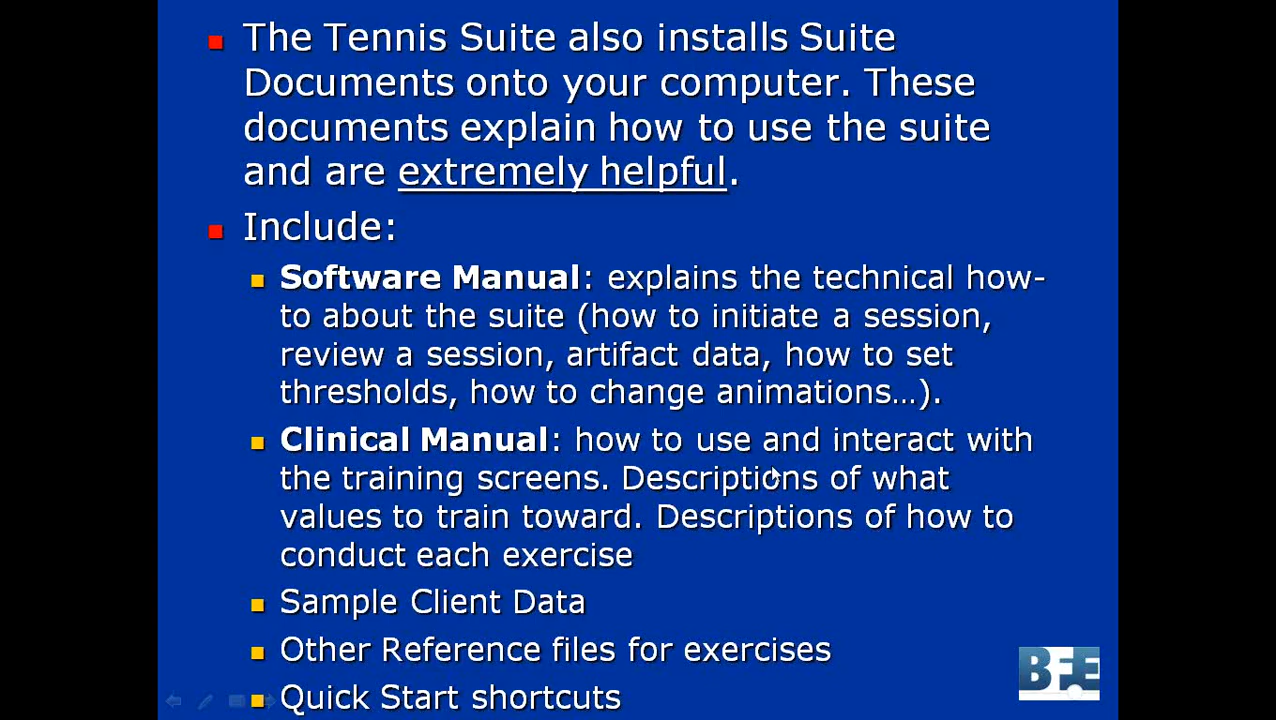 The Tennis Suite also installs Suite
Documents onto your computer. These
documents explain how to use the suite
and are extremely helpful.
Include:
Software Manual: explains the technical how-
to about the suite (how to initiate a session,
review a session, artifact data, how to set
thresholds, how to change animations…).
Clinical Manual: how to use and interact with
the training screens. Descriptions of what
values to train toward. Descriptions of how to
conduct each exercise
Sample Client Data
Other Reference files for exercises
BFE
Quick Start shortcuts